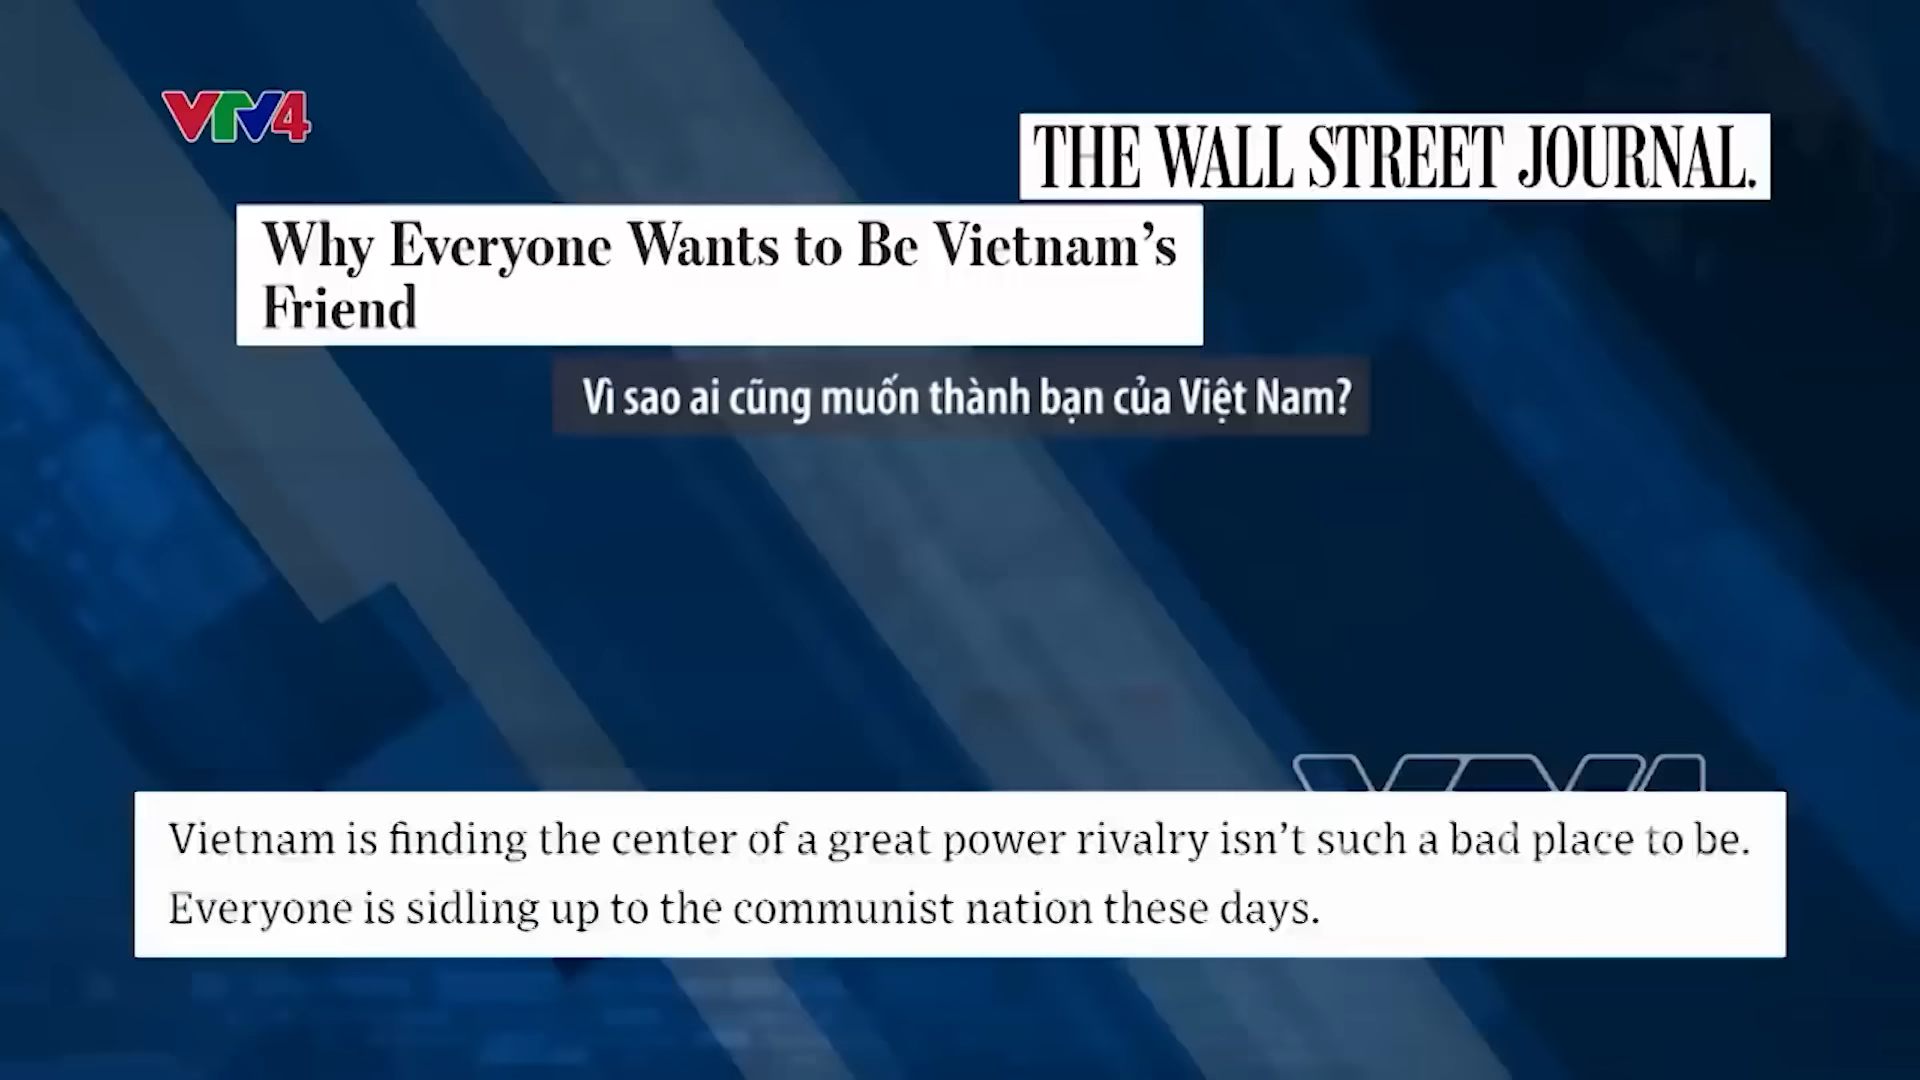 VTV4
THE WALL STREET JOURNAL.
Why Everyone Wants to Be Vietnam’s
Friend
Vì sao ai cũng muốn thành bạn của Việt Nam?
Vietnam is finding the center of a great power rivalry isn’t such a bad place to be.
Everyone is sidling up to the communist nation these days.